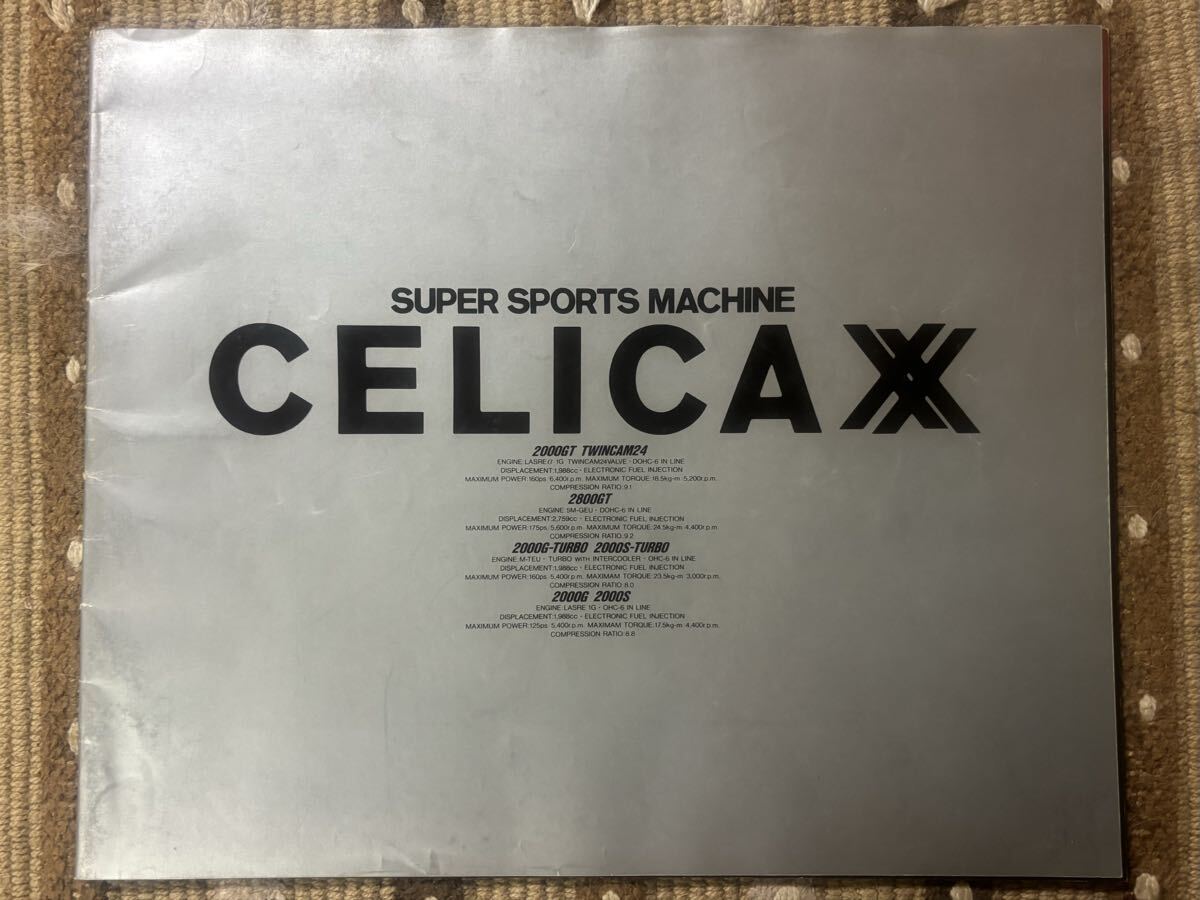 SUPER SPORTS MACHINE
CELICA XX
2000GT TWINCAM24
ENGINE:LASREα 1G TWINCAM24VALVE・DOHC-6 IN LINE
DISPLACEMENT:1,988cc・ELECTRONIC FUEL INJECTION
MAXIMUM POWER:160ps/6,400r.p.m. MAXIMUM TORQUE:18.5kg-m/5,200r.p.m.
COMPRESSION RATIO:9.1
2800GT
ENGINE:5M-GEU・DOHC-6 IN LINE
DISPLACEMENT:2,759cc・ELECTRONIC FUEL INJECTION
MAXIMUM POWER:175ps/5,600r.p.m. MAXIMUM TORQUE:24.5kg-m/4,400r.p.m.
COMPRESSION RATIO:9.2
2000G-TURBO 2000S-TURBO
ENGINE:M-TEU・TURBO WITH INTERCOOLER・OHC-6 IN LINE
DISPLACEMENT:1,988cc・ELECTRONIC FUEL INJECTION
MAXIMUM POWER:160ps/5,400r.p.m. MAXIMAM TORQUE:23.5kg-m/3,000r.p.m.
COMPRESSION RATIO:8.0
2000G 2000S
ENGINE:LASRE 1G・OHC-6 IN LINE
DISPLACEMENT:1,988cc・ELECTRONIC FUEL INJECTION
MAXIMUM POWER:125ps/5,400r.p.m. MAXIMAM TORQUE:17.5kg-m/4,400r.p.m.
COMPRESSION RATIO:8.8